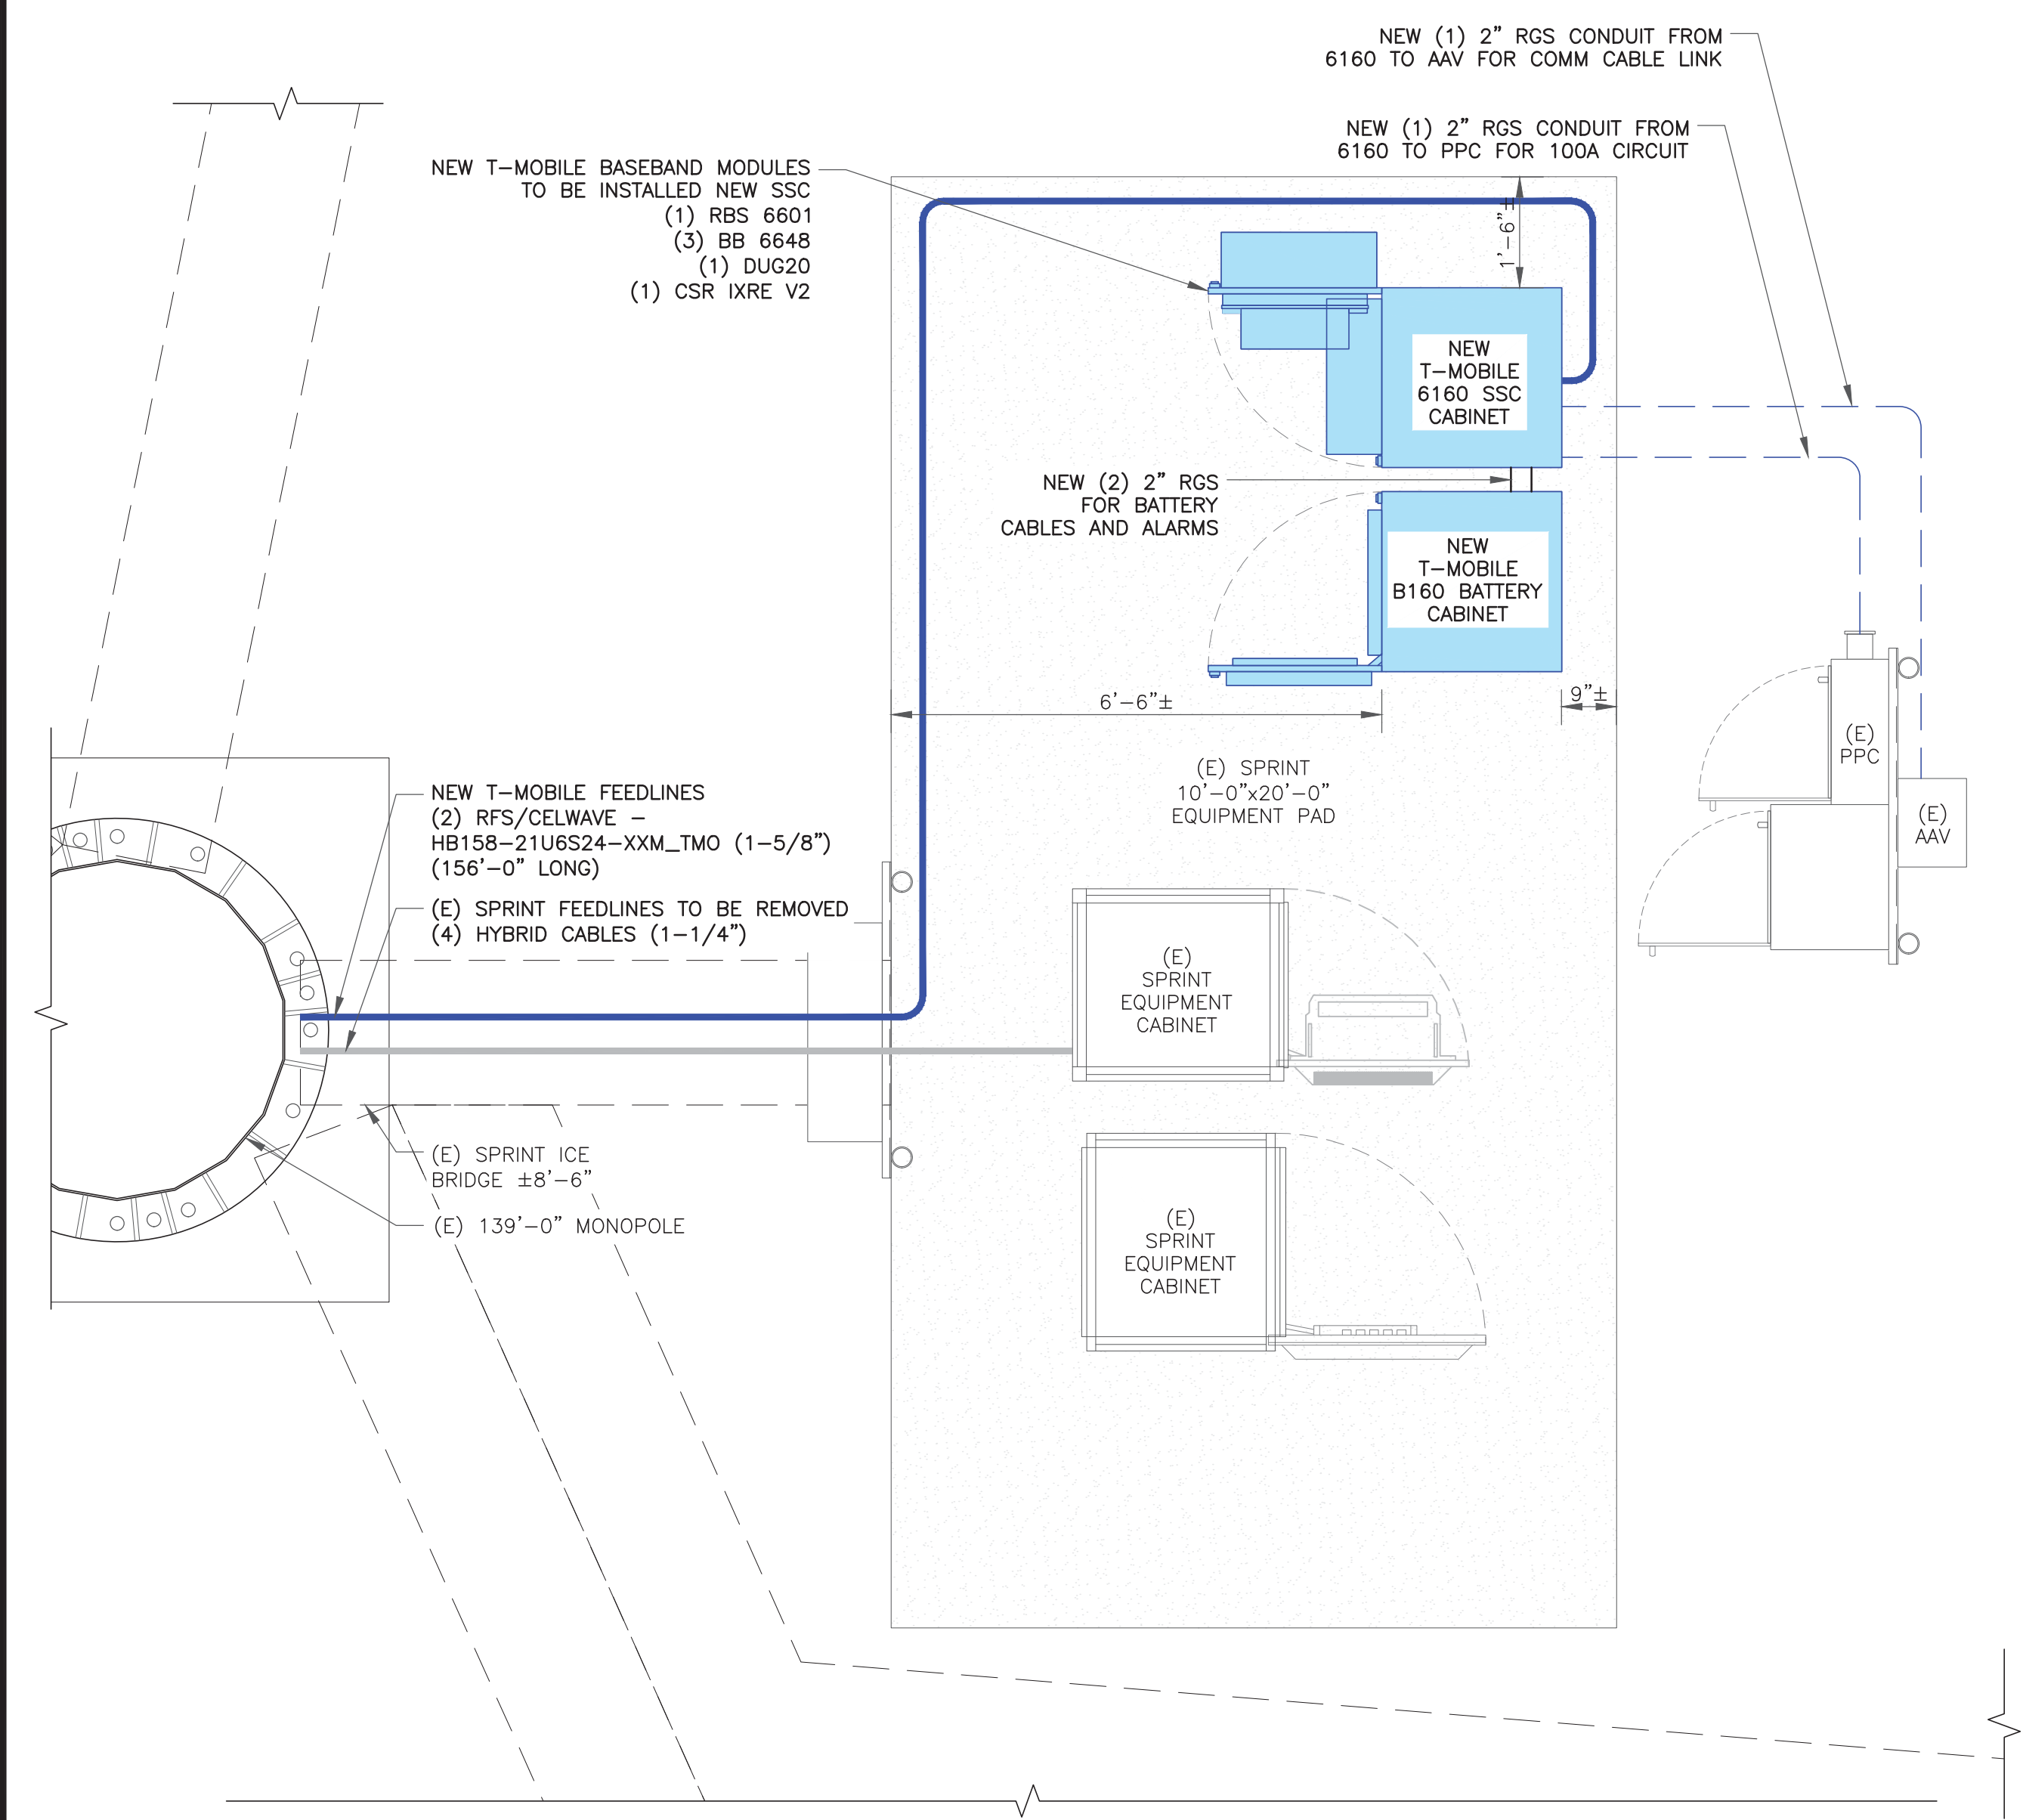 NEW (1) 2” RGS CONDUIT FROM
6160 TO AAV FOR COMM CABLE LINK
NEW (1) 2” RGS CONDUIT FROM
6160 TO PPC FOR 100A CIRCUIT
NEW T-MOBILE BASEBAND MODULES
TO BE INSTALLED NEW SSC
(1) RBS 6601
(3) BB 6648
(1) DUG20
(1) CSR IXRE V2
1'-6"±
NEW
T-MOBILE
6160 SSC
CABINET
NEW (2) 2” RGS
FOR BATTERY
CABLES AND ALARMS
NEW
T-MOBILE
B160 BATTERY
CABINET
6'-6"±
9"±
(E)
PPC
(E)
AAV
(E) SPRINT
10'-0"x20'-0"
EQUIPMENT PAD
NEW T-MOBILE FEEDLINES
(2) RFS/CELWAVE -
HB158-21U6S24-XXM_TMO (1-5/8")
(156'-0" LONG)
(E) SPRINT FEEDLINES TO BE REMOVED
(4) HYBRID CABLES (1-1/4")
(E)
SPRINT
EQUIPMENT
CABINET
(E) SPRINT ICE
BRIDGE ±8'-6"
(E) 139'-0" MONOPOLE
(E)
SPRINT
EQUIPMENT
CABINET